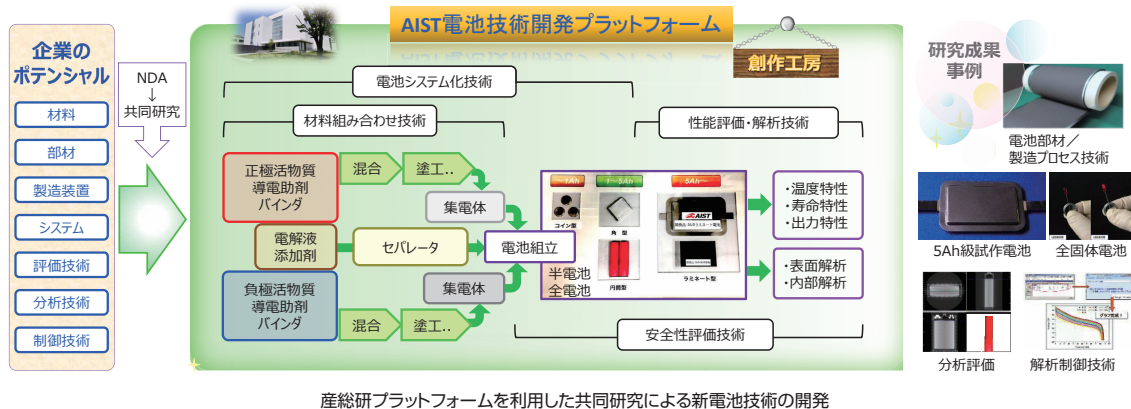 AIST電池技術開発プラットフォーム
創作工房
企業の
ポテンシャル
材料
部材
製造装置
システム
評価技術
分析技術
制御技術
NDA
↓
共同研究
電池システム化技術
材料組み合わせ技術
性能評価・解析技術
正極活物質
導電助剤
バインダ
混合
塗工..
集電体
電解液
添加剤
セパレータ
電池組立
負極活物質
導電助剤
バインダ
混合
塗工..
集電体
半電池
全電池
~1Ah
1~5Ah
5Ah~
コイン型
角 型
円筒型
AIST
ラミネート型
・温度特性
・寿命特性
・出力特性
・表面解析
・内部解析
安全性評価技術
研究成果
事例
電池部材/
製造プロセス技術
5Ah級試作電池
全固体電池
分析評価
グラフ完成!
解析制御技術
産総研プラットフォームを利用した共同研究による新電池技術の開発